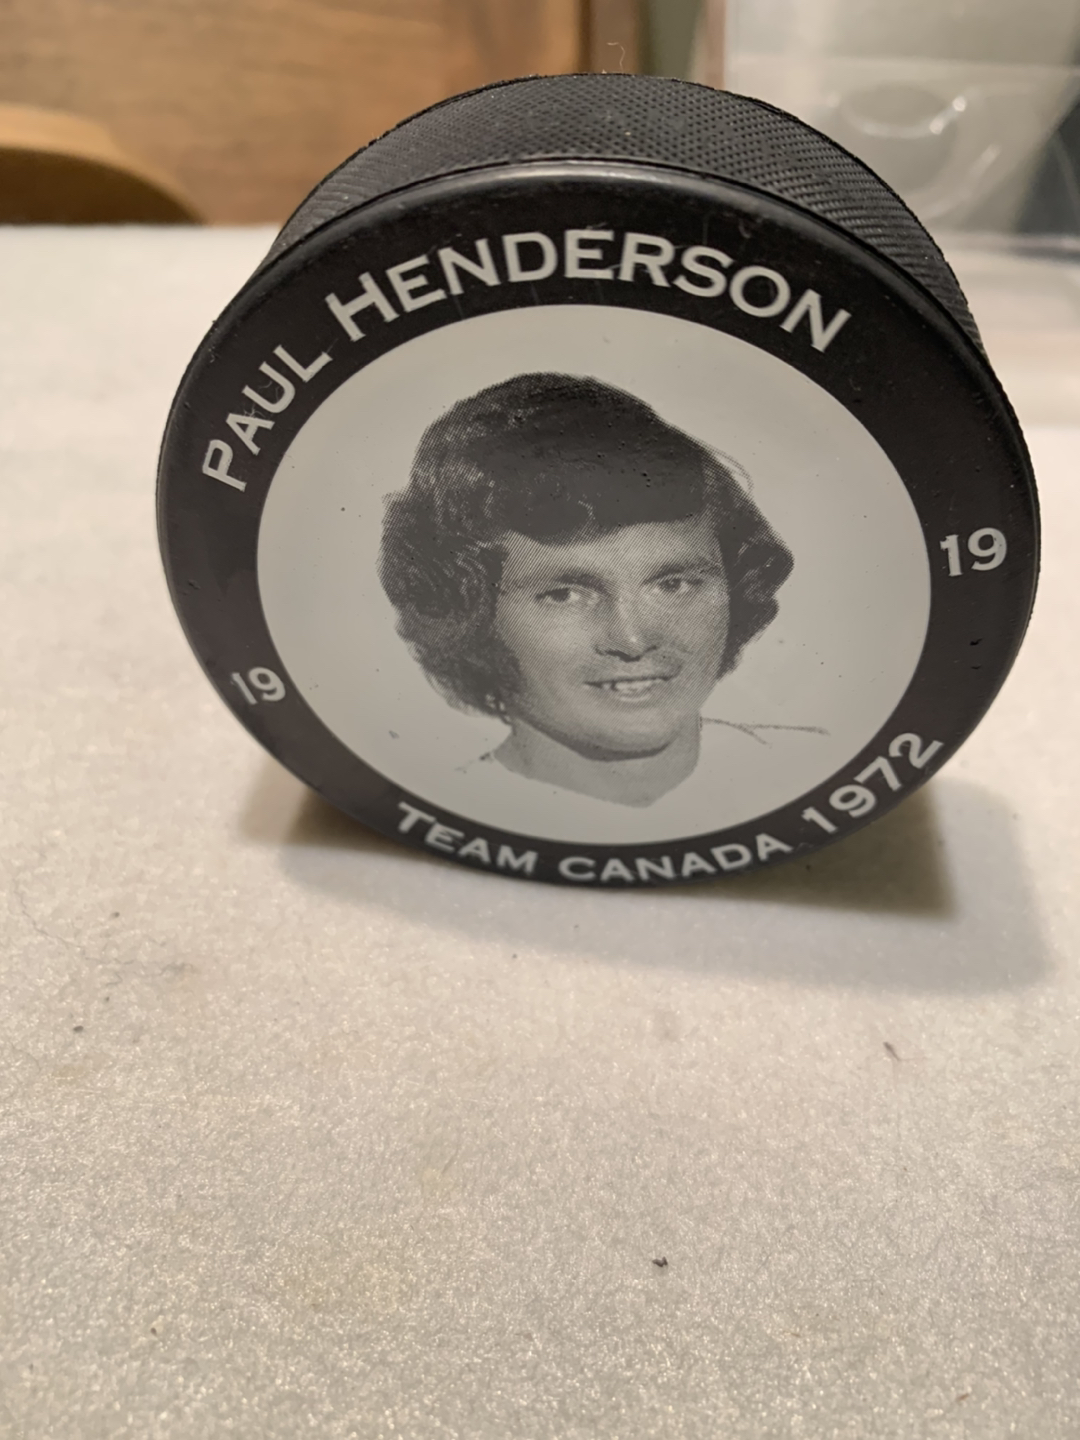 PAUL HENDERSON
19
19
TEAM CANADA 1972